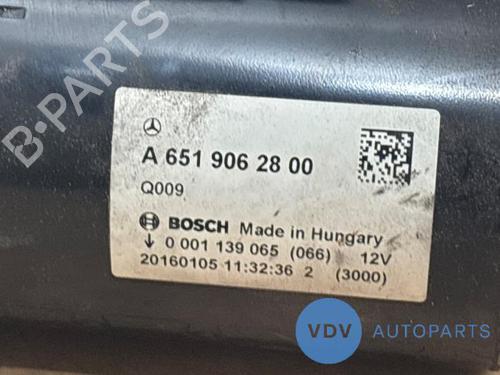 B-PARTS
A 651 906 28 00
Q009
BOSCH Made in Hungary
0 001 139 065 (066) 12V
20160105 11:32:36 2 (3000)
VDV AUTOPARTS